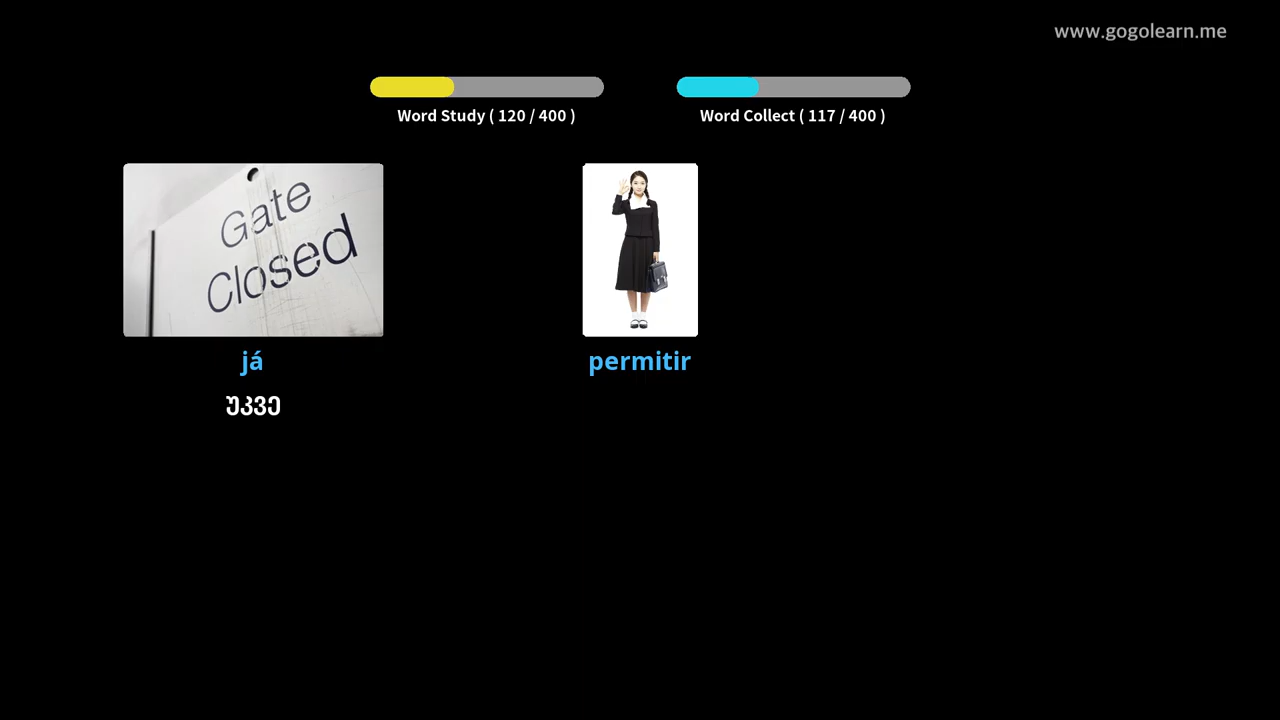 www.gogolearn.me
Word Study ( 120 / 400 )
Word Collect ( 117 / 400 )
Gate
Closed
já
permitir
უკვე